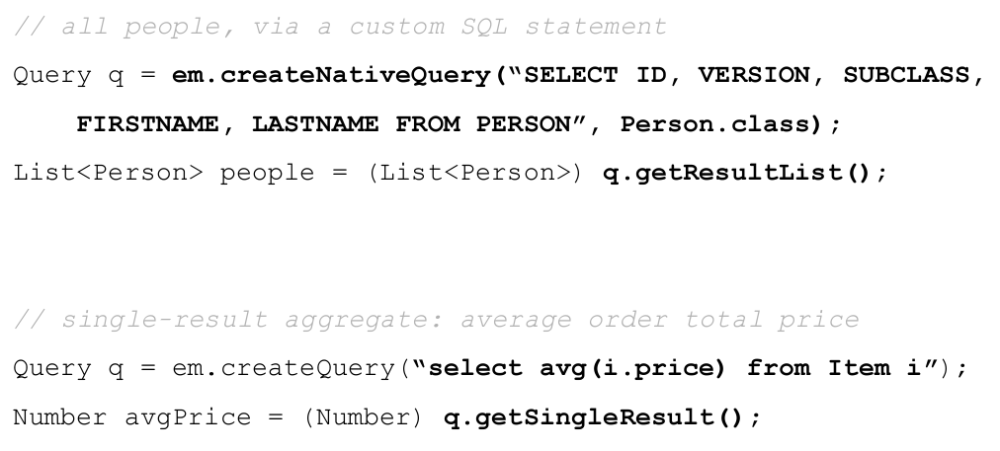 // all people, via a custom SQL statement
Query q = em.createNativeQuery(“SELECT ID, VERSION, SUBCLASS,
    FIRSTNAME, LASTNAME FROM PERSON”, Person.class);
List<Person> people = (List<Person>) q.getResultList();
// single-result aggregate: average order total price
Query q = em.createQuery(“select avg(i.price) from Item i”);
Number avgPrice = (Number) q.getSingleResult();